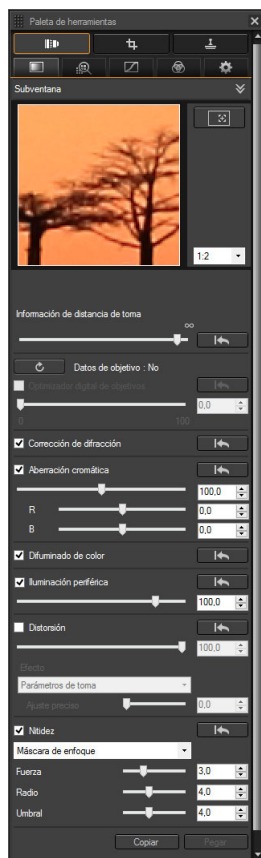 Paleta de herramientas
Subventana
1:2
Información de distancia de toma
∞
Datos de objetivo : No
Optimizador digital de objetivos
0,0
0 100
Corrección de difracción
Aberración cromática
100,0
R 0,0
B 0,0
Difuminado de color
Iluminación periférica
100,0
Distorsión
100,0
Efecto
Parámetros de toma
Ajuste preciso 0,0
Nitidez
Máscara de enfoque
Fuerza 3,0
Radio 4,0
Umbral 4,0
Copiar Pegar